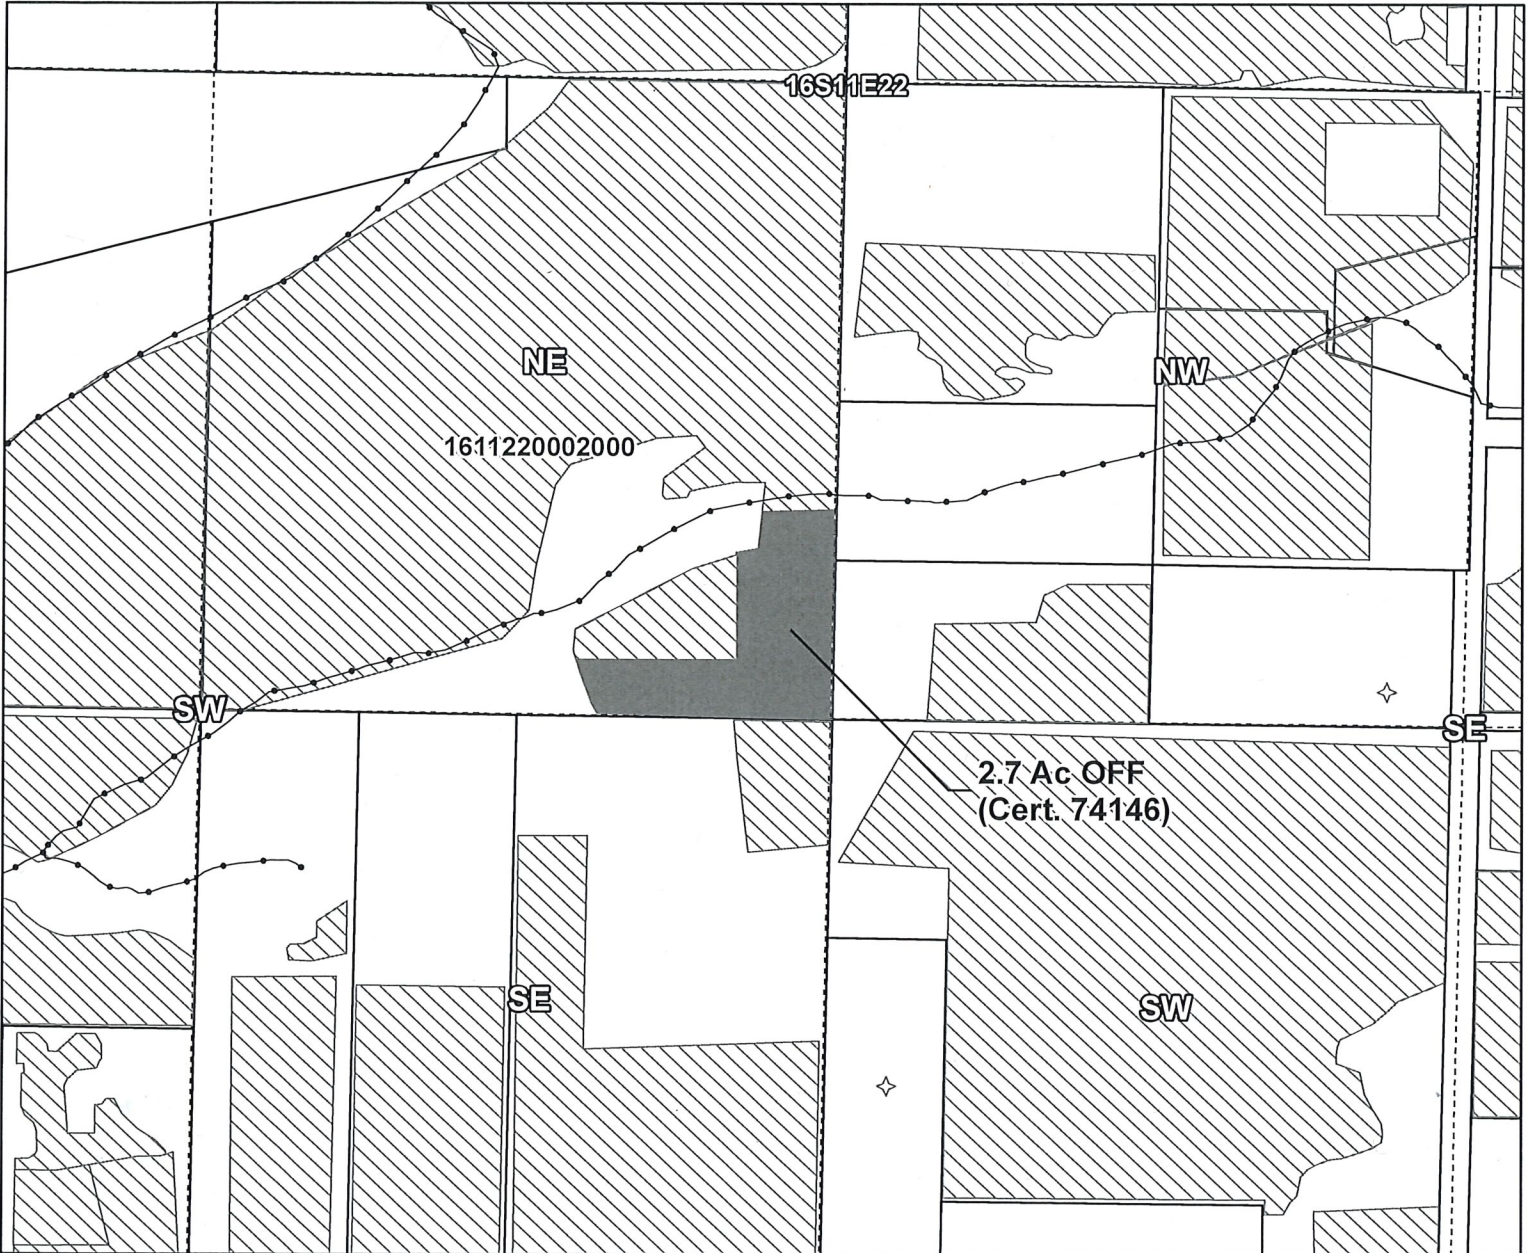 16S11E22
NE
NW
1611220002000
SW
SE
2.7 Ac OFF
(Cert. 74146)
SE
SW